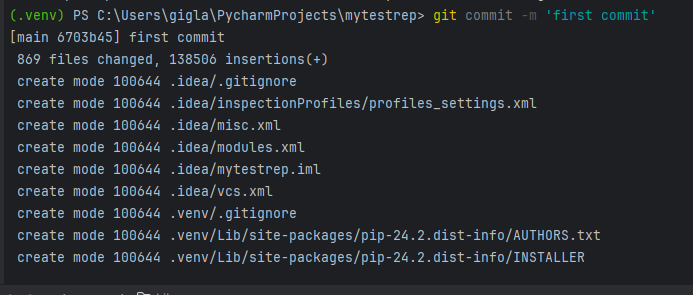 (.venv) PS C:\Users\gigla\PycharmProjects\mytestrep> git commit -m 'first commit'
[main 6703b45] first commit
 869 files changed, 138506 insertions(+)
 create mode 100644 .idea/.gitignore
 create mode 100644 .idea/inspectionProfiles/profiles_settings.xml
 create mode 100644 .idea/misc.xml
 create mode 100644 .idea/modules.xml
 create mode 100644 .idea/mytestrep.iml
 create mode 100644 .idea/vcs.xml
 create mode 100644 .venv/.gitignore
 create mode 100644 .venv/Lib/site-packages/pip-24.2.dist-info/AUTHORS.txt
 create mode 100644 .venv/Lib/site-packages/pip-24.2.dist-info/INSTALLER